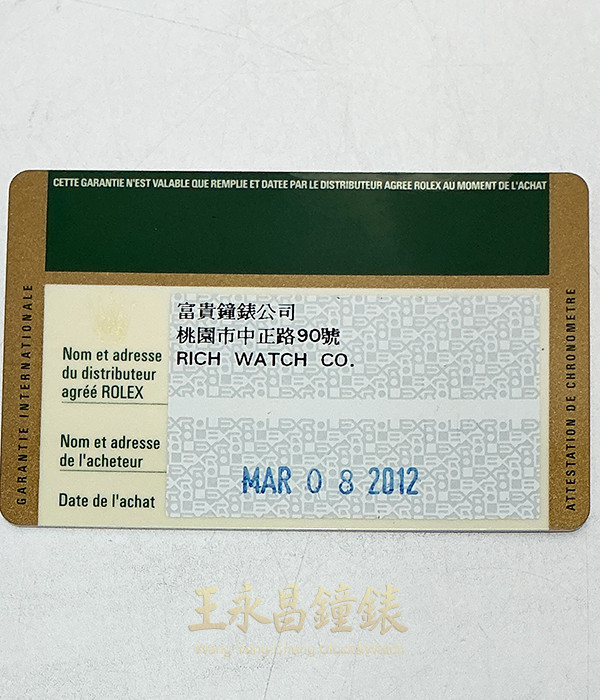 CETTE GARANTIE N'EST VALABLE QUE REMPLIE ET DATEE PAR LE DISTRIBUTEUR AGREE ROLEX AU MOMENT DE L'ACHAT
GARANTIE INTERNATIONALE
富貴鐘錶公司
桃園市中正路90號
RICH WATCH CO.
Nom et adresse
du distributeur
agréé ROLEX
Nom et adresse
de l'acheteur
MAR 08 2012
Date de l'achat
ATTESTATION DE CHRONOMETRE
王永昌鐘錶